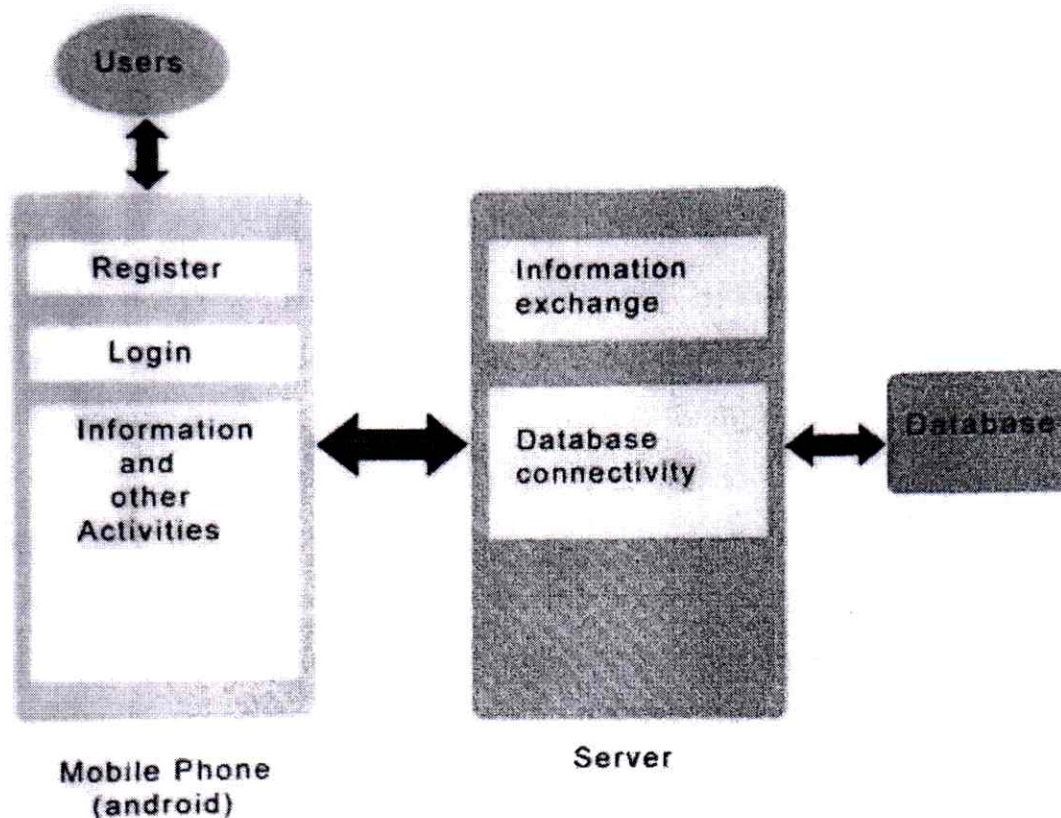 Users
Register
Login
Information
and
other
Activities
Mobile Phone
(android)
Information
exchange
Database
connectivity
Server
Database